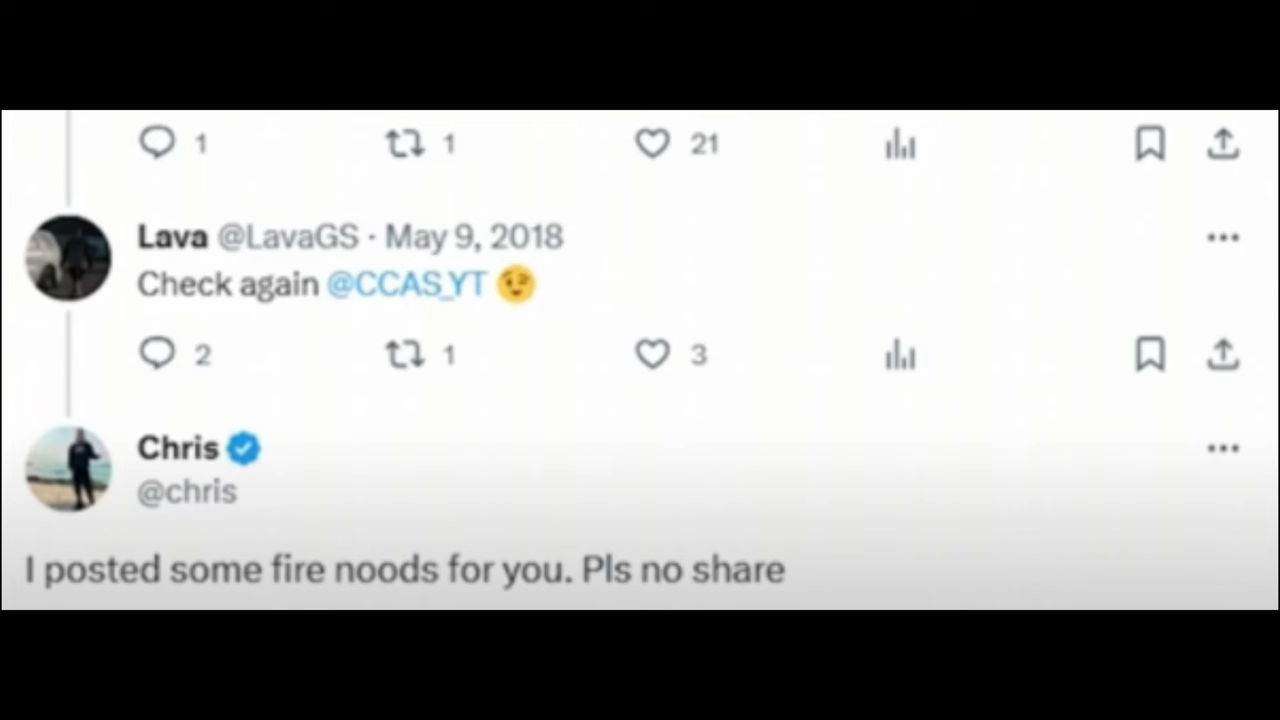 1 1 21
Lava @LavaGS · May 9, 2018
Check again @CCAS_YT 😉
2 1 3
Chris
@chris
I posted some fire noods for you. Pls no share